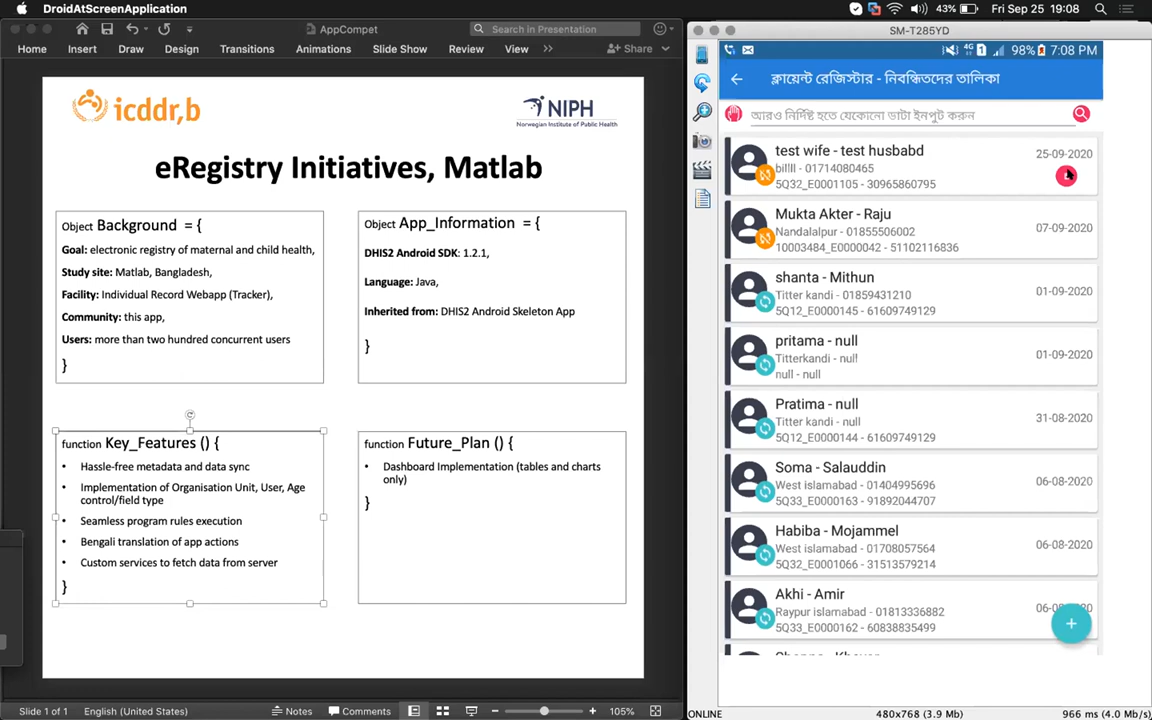 DroidAtScreenApplication
43% Fri Sep 25 19:08
AppCompet
Search in Presentation
Home Insert Draw Design Transitions Animations Slide Show Review View Share
icddr,b
NIPH
Norwegian Institute of Public Health
eRegistry Initiatives, Matlab
Object Background = {
Goal: electronic registry of maternal and child health,
Study site: Matlab, Bangladesh,
Facility: Individual Record Webapp (Tracker),
Community: this app,
Users: more than two hundred concurrent users
}
Object App_Information = {
DHIS2 Android SDK: 1.2.1,
Language: Java,
Inherited from: DHIS2 Android Skeleton App
}
function Key_Features () {
• Hassle-free metadata and data sync
• Implementation of Organisation Unit, User, Age
control/field type
• Seamless program rules execution
• Bengali translation of app actions
• Custom services to fetch data from server
}
function Future_Plan () {
• Dashboard Implementation (tables and charts
only)
}
Slide 1 of 1 English (United States) Notes Comments 105%
SM-T285YD
4G 1 98% 7:08 PM
ক্লায়েন্ট রেজিস্টার - নিবন্ধিতদের তালিকা
আরও নির্দিষ্ট হতে যেকোনো ডাটা ইনপুট করুন
test wife - test husbabd
25-09-2020
billll - 01714080465
5Q32_E0001105 - 30965860795
Mukta Akter - Raju
07-09-2020
Nandalalpur - 01855506002
10003484_E0000042 - 51102116836
shanta - Mithun
01-09-2020
Titter kandi - 01859431210
5Q12_E0000145 - 61609749129
pritama - null
01-09-2020
Titterkandi - null
null - null
Pratima - null
31-08-2020
Titter kandi - null
5Q12_E0000144 - 61609749129
Soma - Salauddin
06-08-2020
West islamabad - 01404995696
5Q33_E0000163 - 91892044707
Habiba - Mojammel
06-08-2020
West islamabad - 01708057564
5Q32_E0001066 - 31513579214
Akhi - Amir
Raypur islamabad - 01813336882
5Q33_E0000162 - 60838835499
+
ONLINE 480x768 (3.9 Mb) 966 ms (4.0 Mb/s)